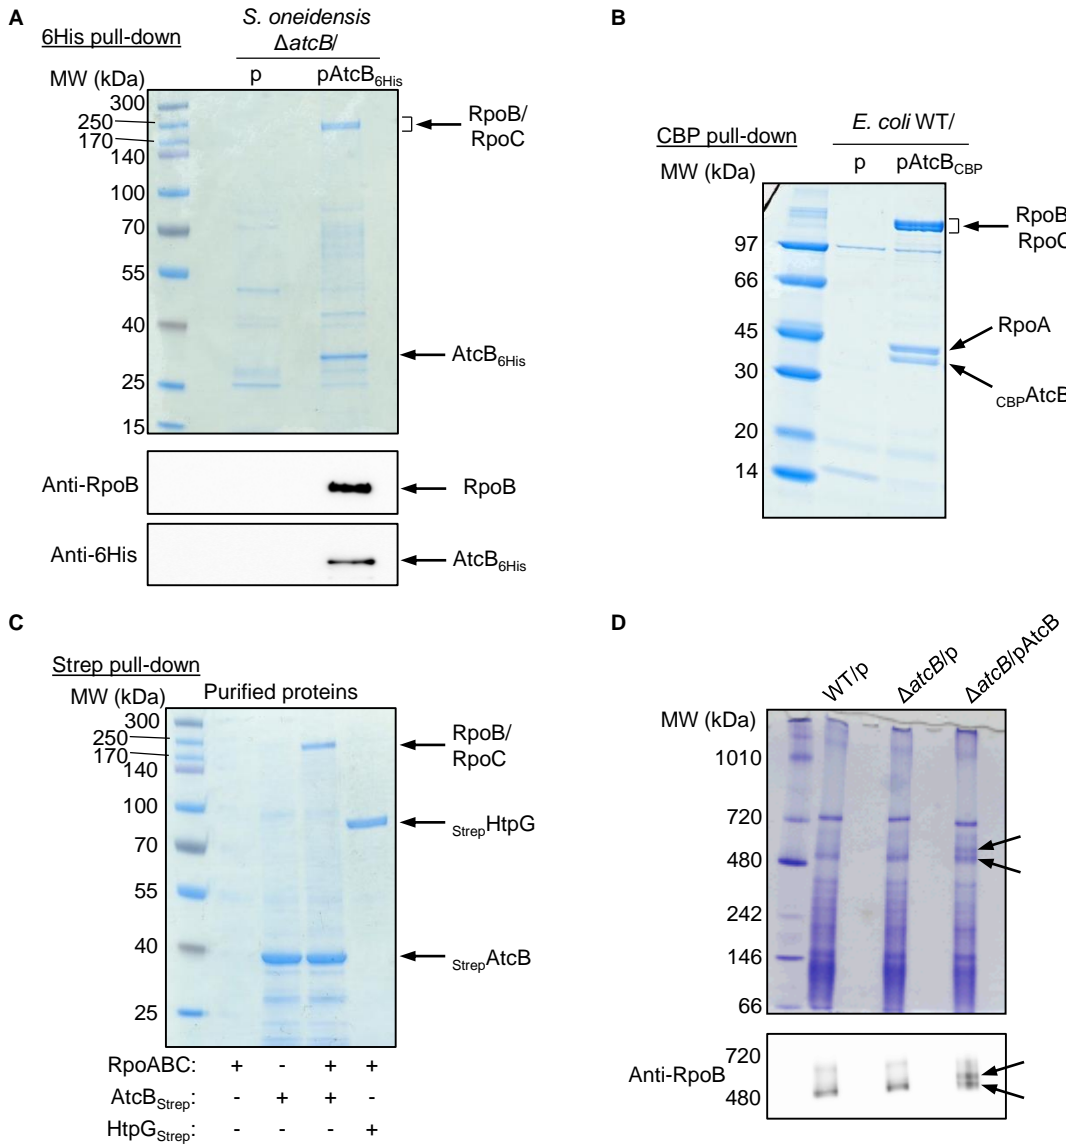 A
6His pull-down
S. oneidensis
ΔatcB/
MW (kDa)
p
pAtcB6His
300
250
170
140
100
70
55
40
25
15
RpoB/
RpoC
AtcB6His
Anti-RpoB
RpoB
Anti-6His
AtcB6His
B
CBP pull-down
E. coli WT/
MW (kDa)
p
pAtcBCBP
97
66
45
30
20
14
RpoB
RpoC
RpoA
CBPAtcB
C
Strep pull-down
MW (kDa)
Purified proteins
300
250
170
140
100
70
55
40
25
RpoB/
RpoC
StrepHtpG
StrepAtcB
RpoABC: + - + +
AtcBStrep: - + + -
HtpGStrep: - - - +
D
WT/p
ΔatcB/p
ΔatcB/pAtcB
MW (kDa)
1010
720
480
242
146
66
Anti-RpoB
720
480